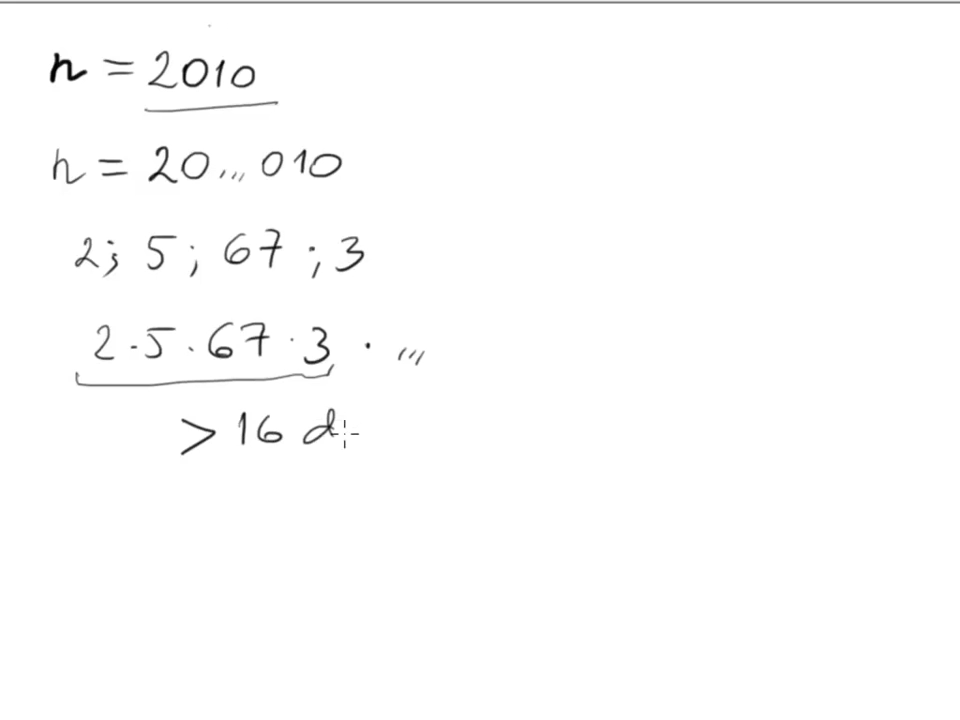 n = 2010
n = 20...010
2; 5; 67; 3
2·5·67·3·...
> 16 d